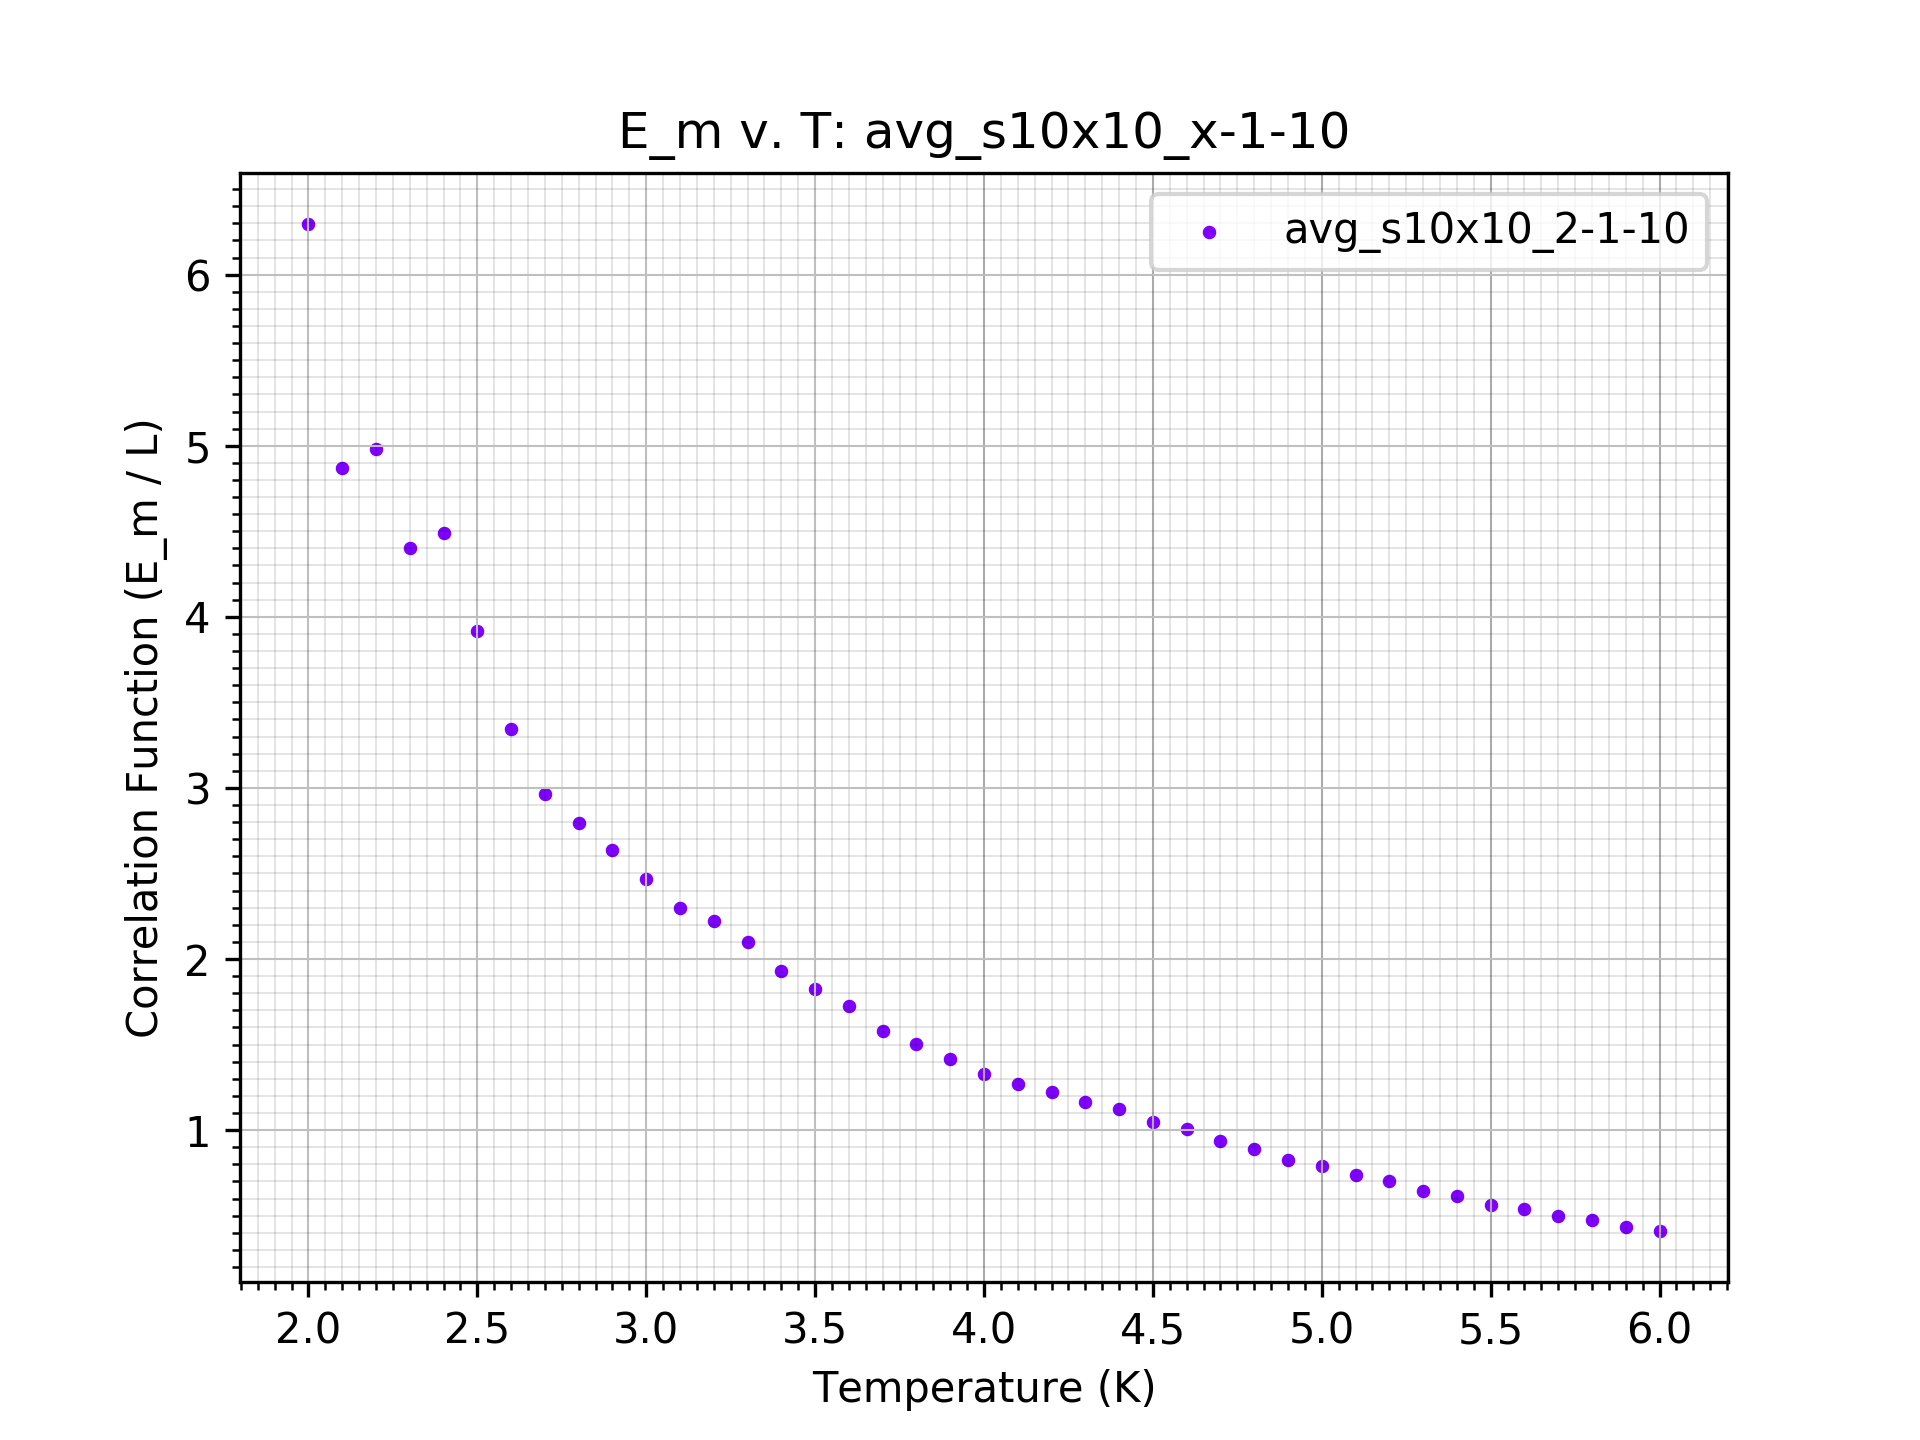 E_m v. T: avg_s10x10_x-1-10
avg_s10x10_2-1-10
Correlation Function (E_m / L)
6
5
4
3
2
1
2.0 2.5 3.0 3.5 4.0 4.5 5.0 5.5 6.0
Temperature (K)